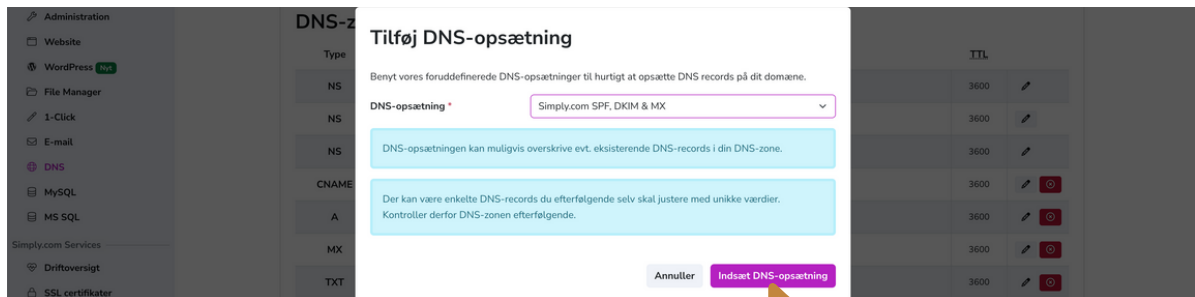 Administration
Website
WordPress Nyt
File Manager
1-Click
E-mail
DNS
MySQL
MS SQL
Simply.com Services
Driftoversigt
SSL certifikater
DNS-z
Type
TTL
NS
3600
NS
3600
NS
3600
CNAME
3600
A
3600
MX
3600
TXT
3600
Tilføj DNS-opsætning
Benyt vores foruddefinerede DNS-opsætninger til hurtigt at opsætte DNS records på dit domæne.
DNS-opsætning *
Simply.com SPF, DKIM & MX
DNS-opsætningen kan muligvis overskrive evt. eksisterende DNS-records i din DNS-zone.
Der kan være enkelte DNS-records du efterfølgende selv skal justere med unikke værdier.
Kontroller derfor DNS-zonen efterfølgende.
Annuller
Indsæt DNS-opsætning